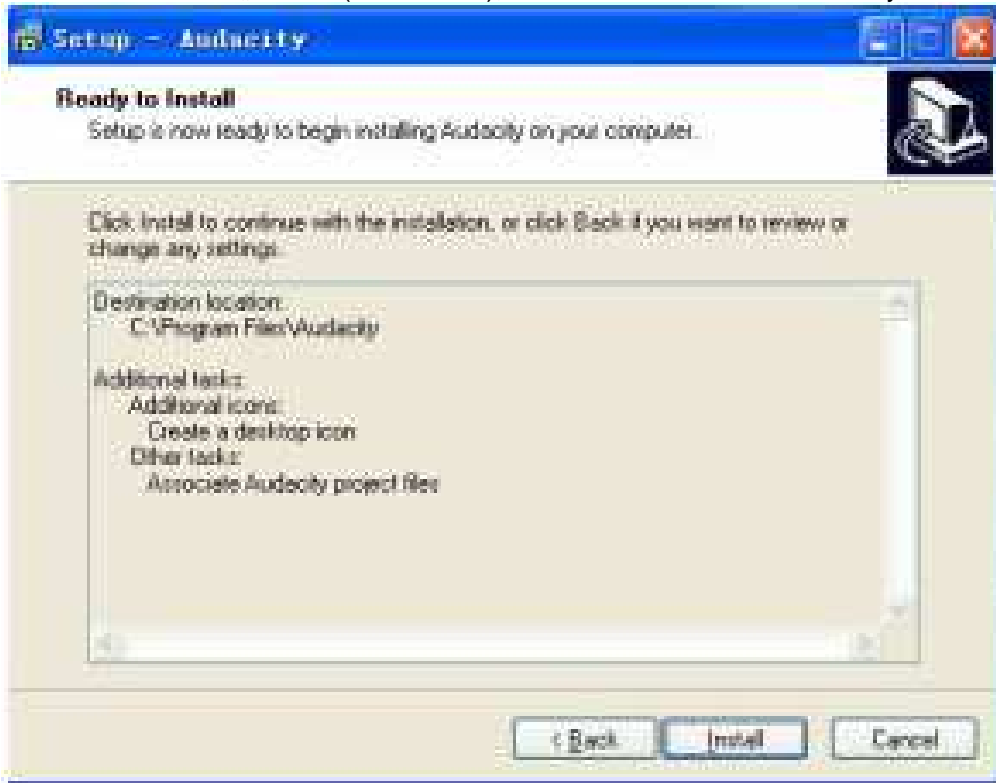 Setup - Audacity
Ready to Install
Setup is now ready to begin installing Audacity on your computer.
Click Install to continue with the installation, or click Back if you want to review or
change any settings.
Destination location:
C:\Program Files\Audacity
Additional tasks:
Additional icons:
Create a desktop icon
Other tasks:
Associate Audacity project files
< Back
Install
Cancel